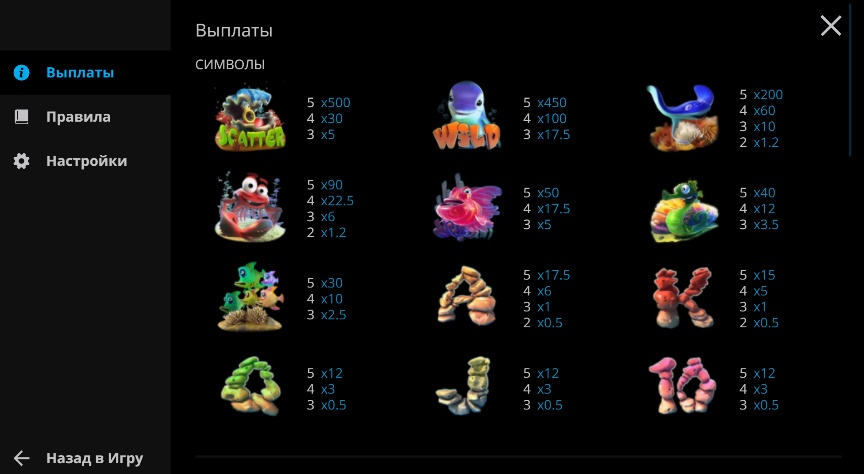 Выплаты
СИМВОЛЫ
Выплаты
Правила
Настройки
Назад в Игру
SCATTER
5 x500
4 x30
3 x5
WILD
5 x450
4 x100
3 x17.5
5 x200
4 x60
3 x10
2 x1.2
5 x90
4 x22.5
3 x6
2 x1.2
5 x50
4 x17.5
3 x5
5 x40
4 x12
3 x3.5
5 x30
4 x10
3 x2.5
A
5 x17.5
4 x6
3 x1
2 x0.5
K
5 x15
4 x5
3 x1
2 x0.5
Q
5 x12
4 x3
3 x0.5
J
5 x12
4 x3
3 x0.5
10
5 x12
4 x3
3 x0.5